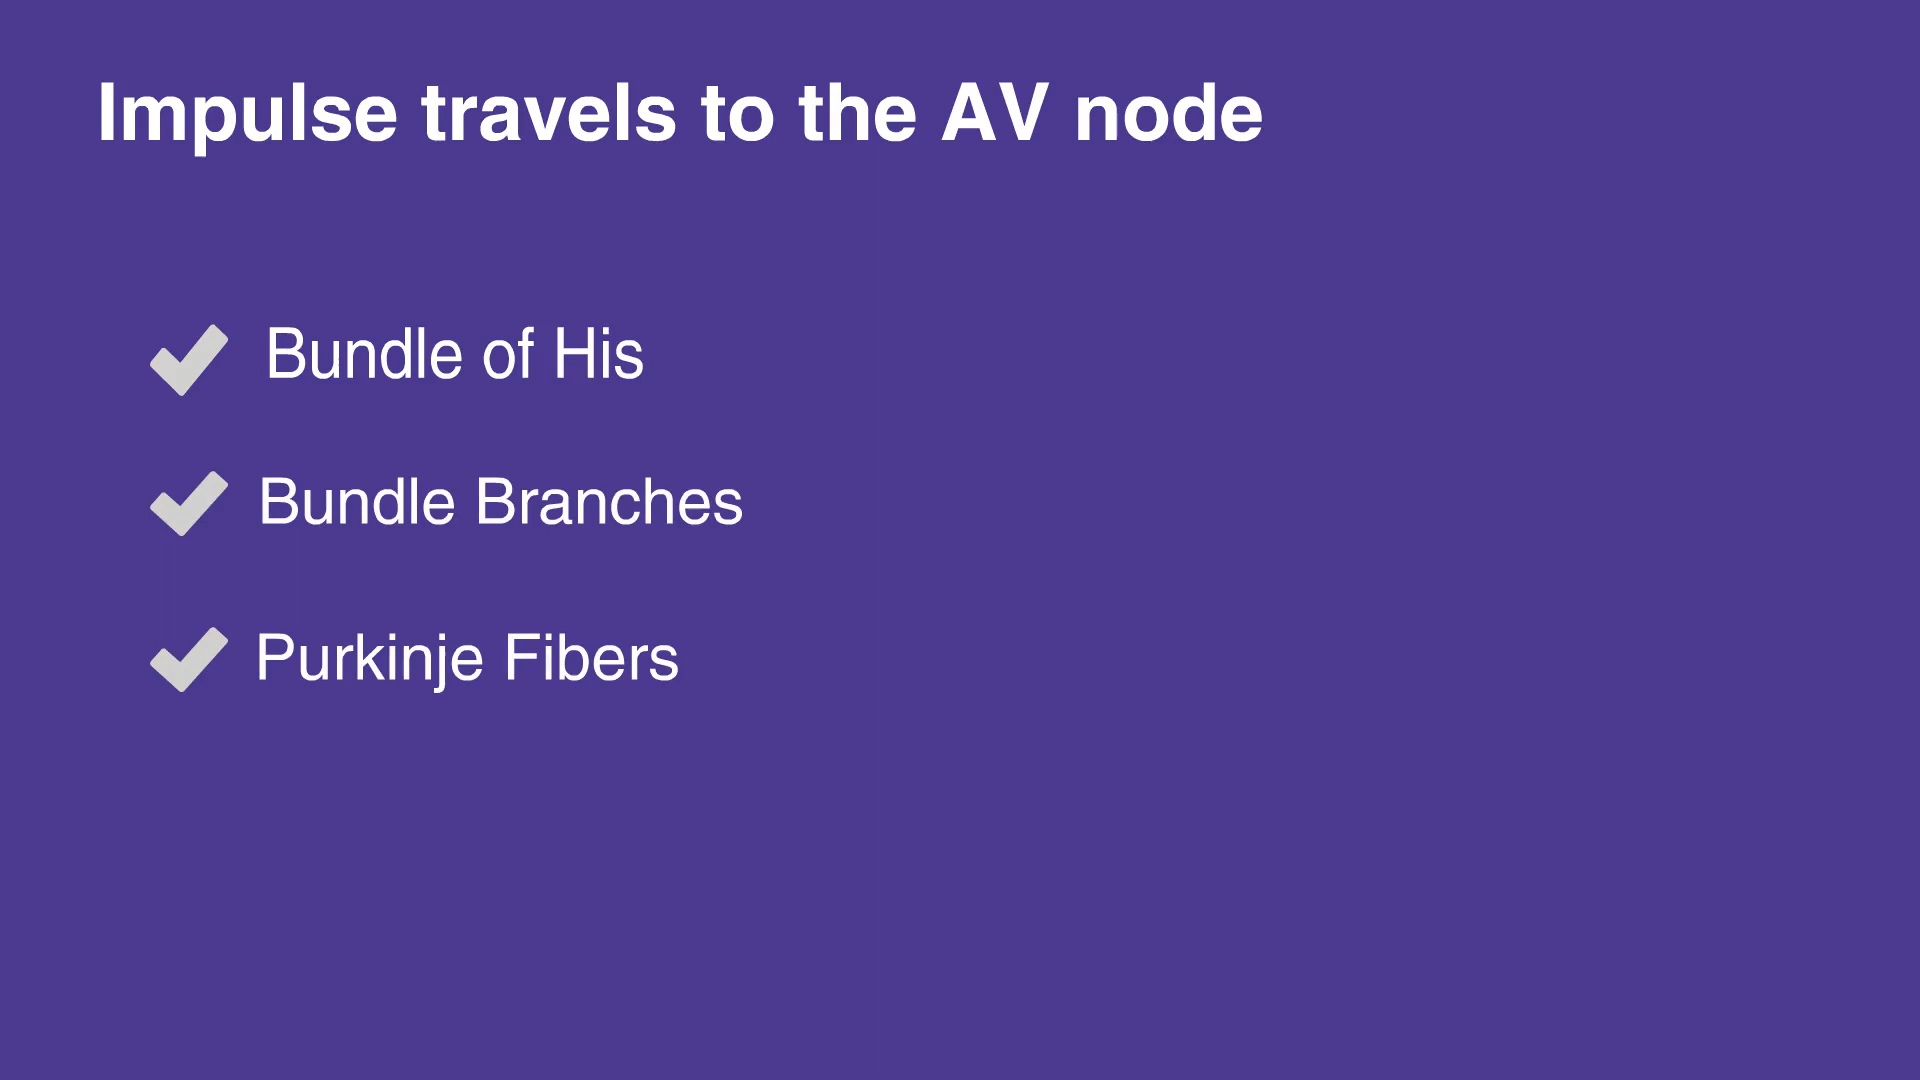 Impulse travels to the AV node
Bundle of His
Bundle Branches
Purkinje Fibers